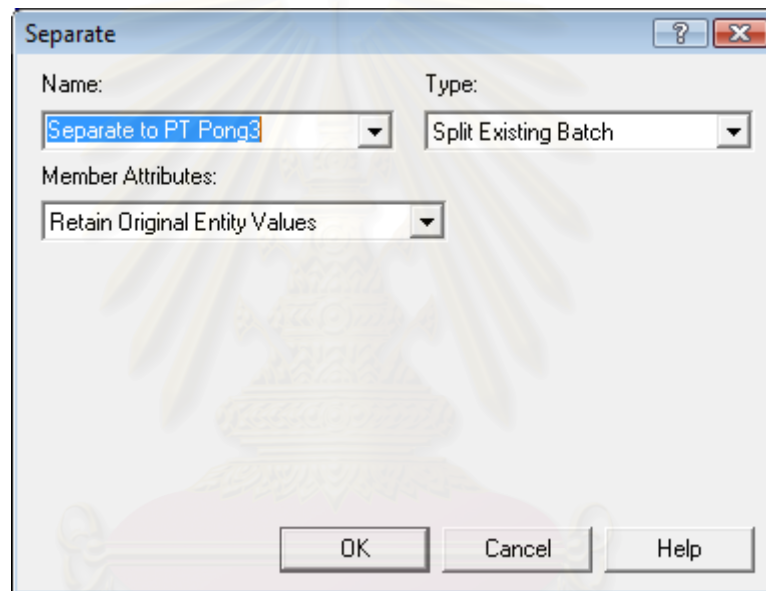 Separate
Name: Type:
Separate to PT Pong3 Split Existing Batch
Member Attributes:
Retain Original Entity Values
OK Cancel Help